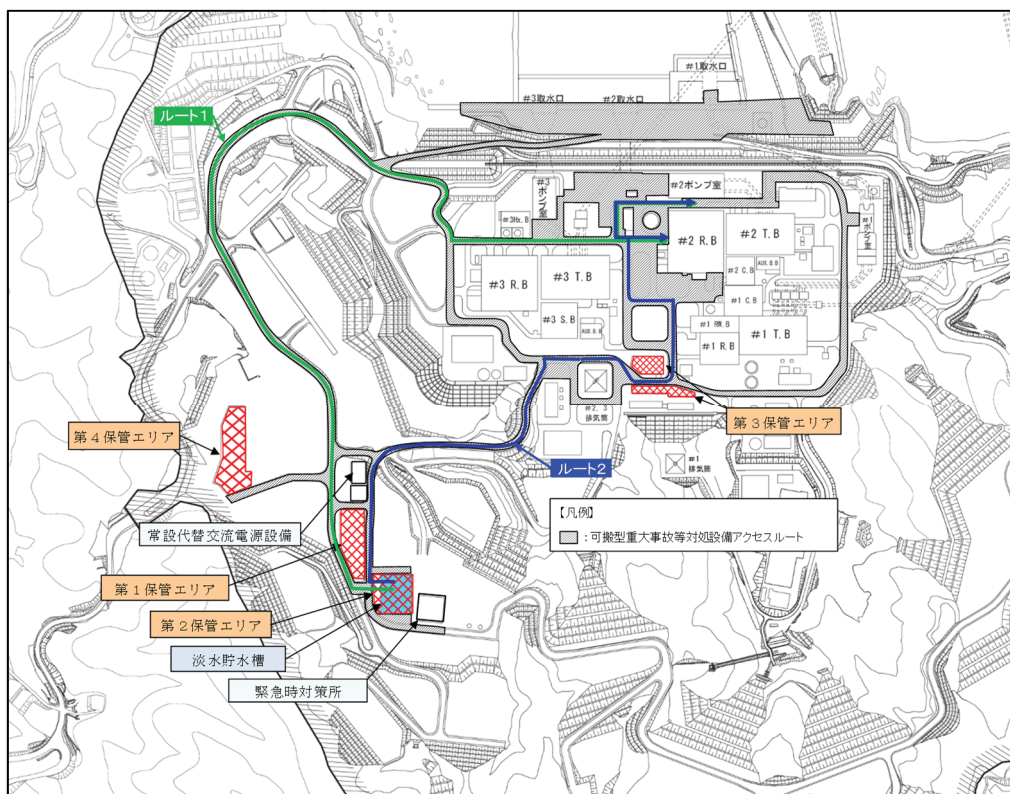 #1取水口
#3取水口
#2取水口
ルート1
#3
ポンプ室
#2ポンプ室
#3Hx.B
#1
ポンプ室
#2 R.B
#2 T.B
#3 R.B
#3 T.B
#2 C.B
AUX.B.B
#1 C.B
#3 S.B
AUX.B.B
#1 RW.B
#1 R.B
#1 T.B
#2, 3
排気筒
第3保管エリア
第4保管エリア
#1
排気筒
ルート2
常設代替交流電源設備
【凡例】
:可搬型重大事故等対処設備アクセスルート
第1保管エリア
第2保管エリア
淡水貯水槽
緊急時対策所